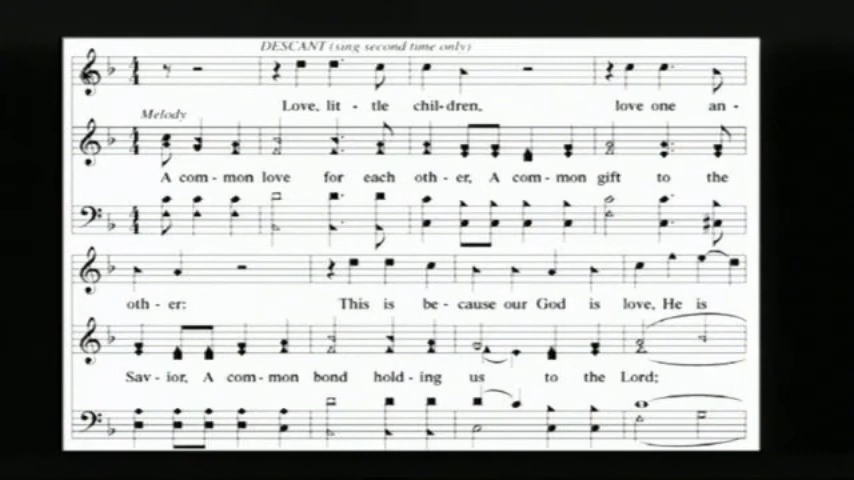 DESCANT (sing second time only)
Love, lit - tle chil - dren, love one an -
Melody
A com - mon love for each oth - er, A com - mon gift to the
oth - er: This is be - cause our God is love, He is
Sav - ior, A com - mon bond hold - ing us to the Lord;